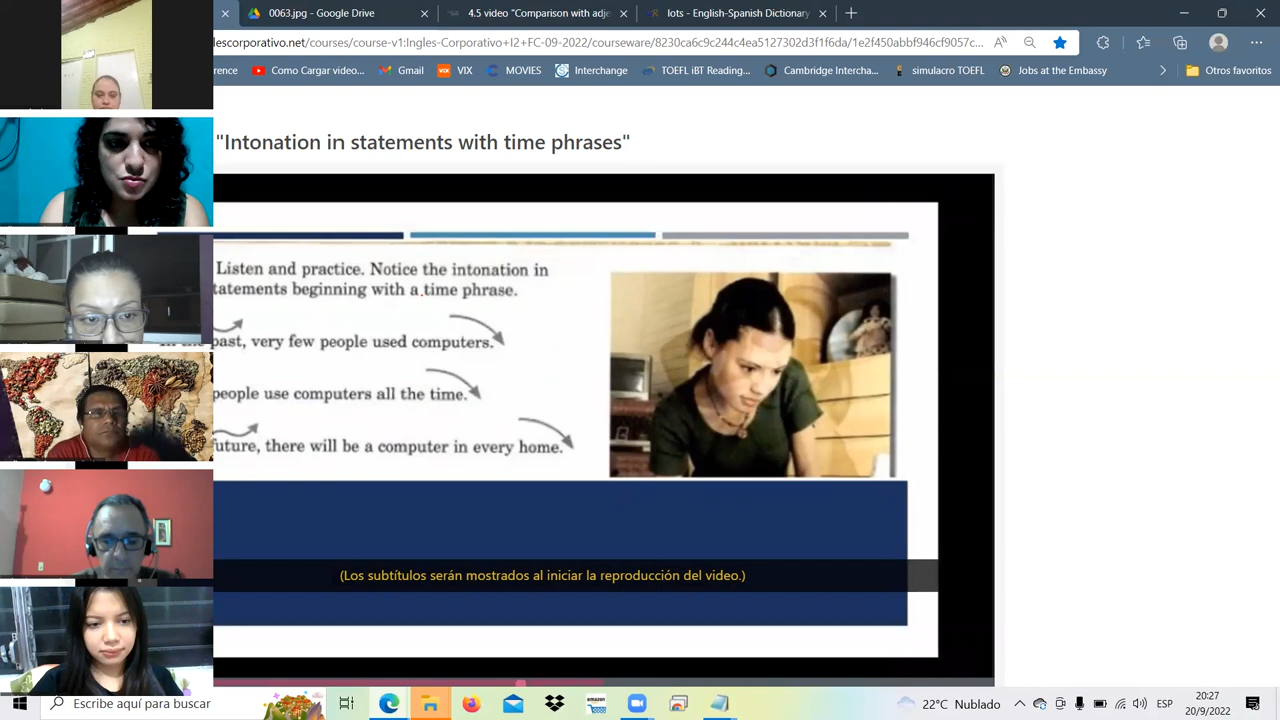 0063.jpg - Google Drive
4.5 video "Comparison with adje
lots - English-Spanish Dictionary
lescorporativo.net/courses/course-v1:Ingles-Corporativo+I2+FC-09-2022/courseware/8230ca6c9c244c4ea5127302d3f1f6da/1e2f450abbf946cf9057c...
rence
Como Cargar video...
Gmail
VIX
MOVIES
Interchange
TOEFL iBT Reading...
Cambridge Intercha...
simulacro TOEFL
Jobs at the Embassy
Otros favoritos
"Intonation in statements with time phrases"
Listen and practice. Notice the intonation in
tatements beginning with a time phrase.
past, very few people used computers.
people use computers all the time.
future, there will be a computer in every home.
(Los subtítulos serán mostrados al iniciar la reproducción del video.)
Escribe aquí para buscar
amazon
22°C Nublado
ESP
20:27
20/9/2022